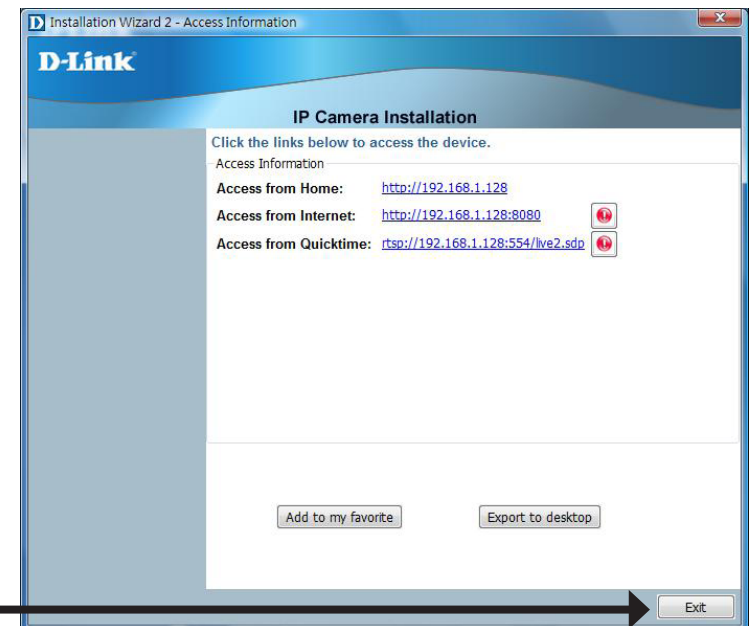 Installation Wizard 2 - Access Information
D-Link
IP Camera Installation
Click the links below to access the device.
Access Information
Access from Home: http://192.168.1.128
Access from Internet: http://192.168.1.128:8080
Access from Quicktime: rtsp://192.168.1.128:554/live2.sdp
Add to my favorite Export to desktop
Exit